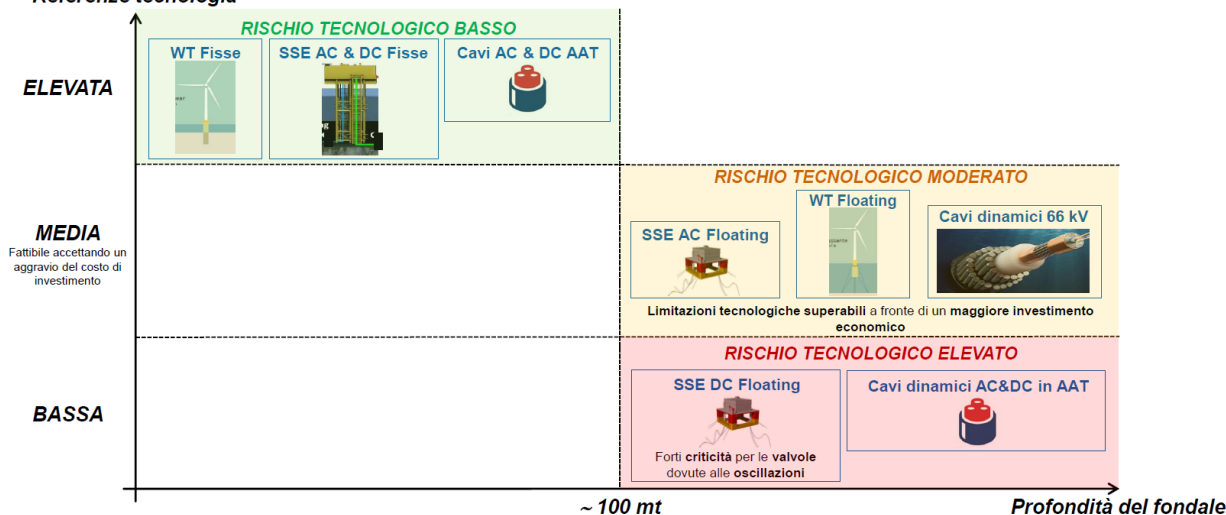 Referenze tecnologia
RISCHIO TECNOLOGICO BASSO
WT Fisse
SSE AC & DC Fisse
Cavi AC & DC AAT
ELEVATA
RISCHIO TECNOLOGICO MODERATO
WT Floating
SSE AC Floating
Cavi dinamici 66 kV
MEDIA
Fattibile accettando un
aggravio del costo di
investimento
Limitazioni tecnologiche superabili a fronte di un maggiore investimento
economico
RISCHIO TECNOLOGICO ELEVATO
SSE DC Floating
Cavi dinamici AC&DC in AAT
BASSA
Forti criticità per le valvole
dovute alle oscillazioni
~ 100 mt
Profondità del fondale